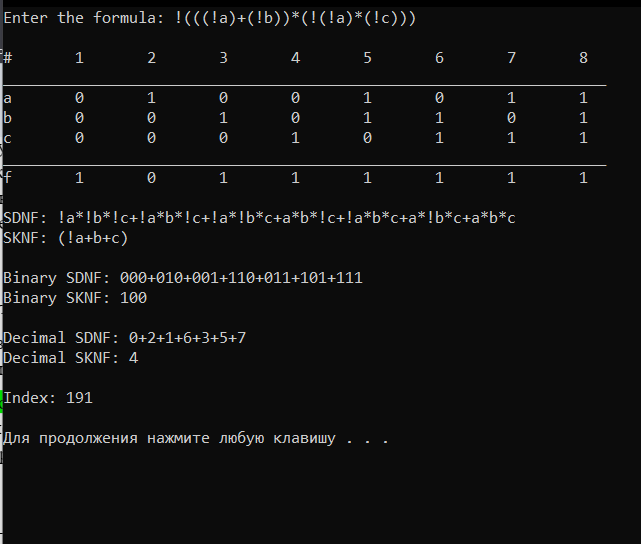 Enter the formula: !(((!a)+(!b))*(!(!a)*(!c)))
# 1 2 3 4 5 6 7 8
a 0 1 0 0 1 0 1 1
b 0 0 1 0 1 1 0 1
c 0 0 0 1 0 1 1 1
f 1 0 1 1 1 1 1 1
SDNF: !a*!b*!c+!a*b*!c+!a*!b*c+a*b*!c+!a*b*c+a*!b*c+a*b*c
SKNF: (!a+b+c)
Binary SDNF: 000+010+001+110+011+101+111
Binary SKNF: 100
Decimal SDNF: 0+2+1+6+3+5+7
Decimal SKNF: 4
Index: 191
Для продолжения нажмите любую клавишу . . .